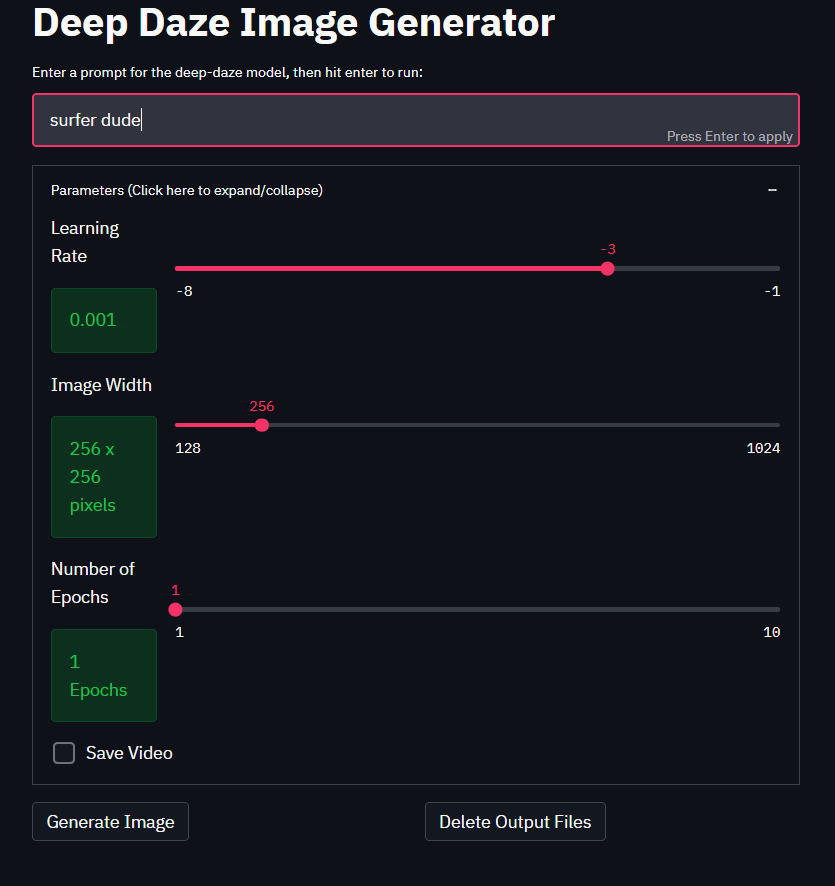 Deep Daze Image Generator
Enter a prompt for the deep-daze model, then hit enter to run:
surfer dude
Press Enter to apply
Parameters (Click here to expand/collapse)
Learning
Rate
-3
-8
-1
0.001
Image Width
256
128
1024
256 x
256
pixels
Number of
Epochs
1
1
10
1
Epochs
Save Video
Generate Image
Delete Output Files